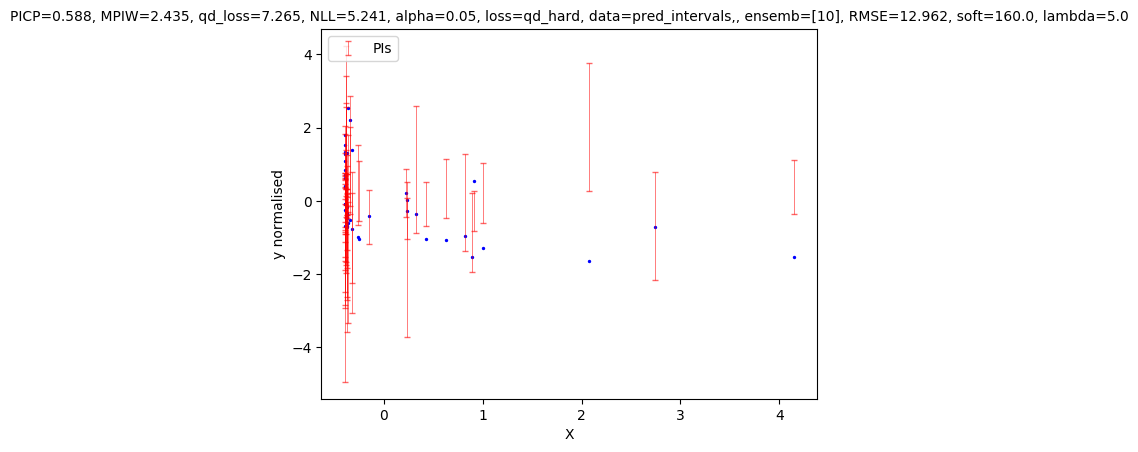 PICP=0.588, MPIW=2.435, qd_loss=7.265, NLL=5.241, alpha=0.05, loss=qd_hard, data=pred_intervals,, ensemb=[10], RMSE=12.962, soft=160.0, lambda=5.0
PIs
4
2
0
−2
−4
y normalised
0 1 2 3 4
X